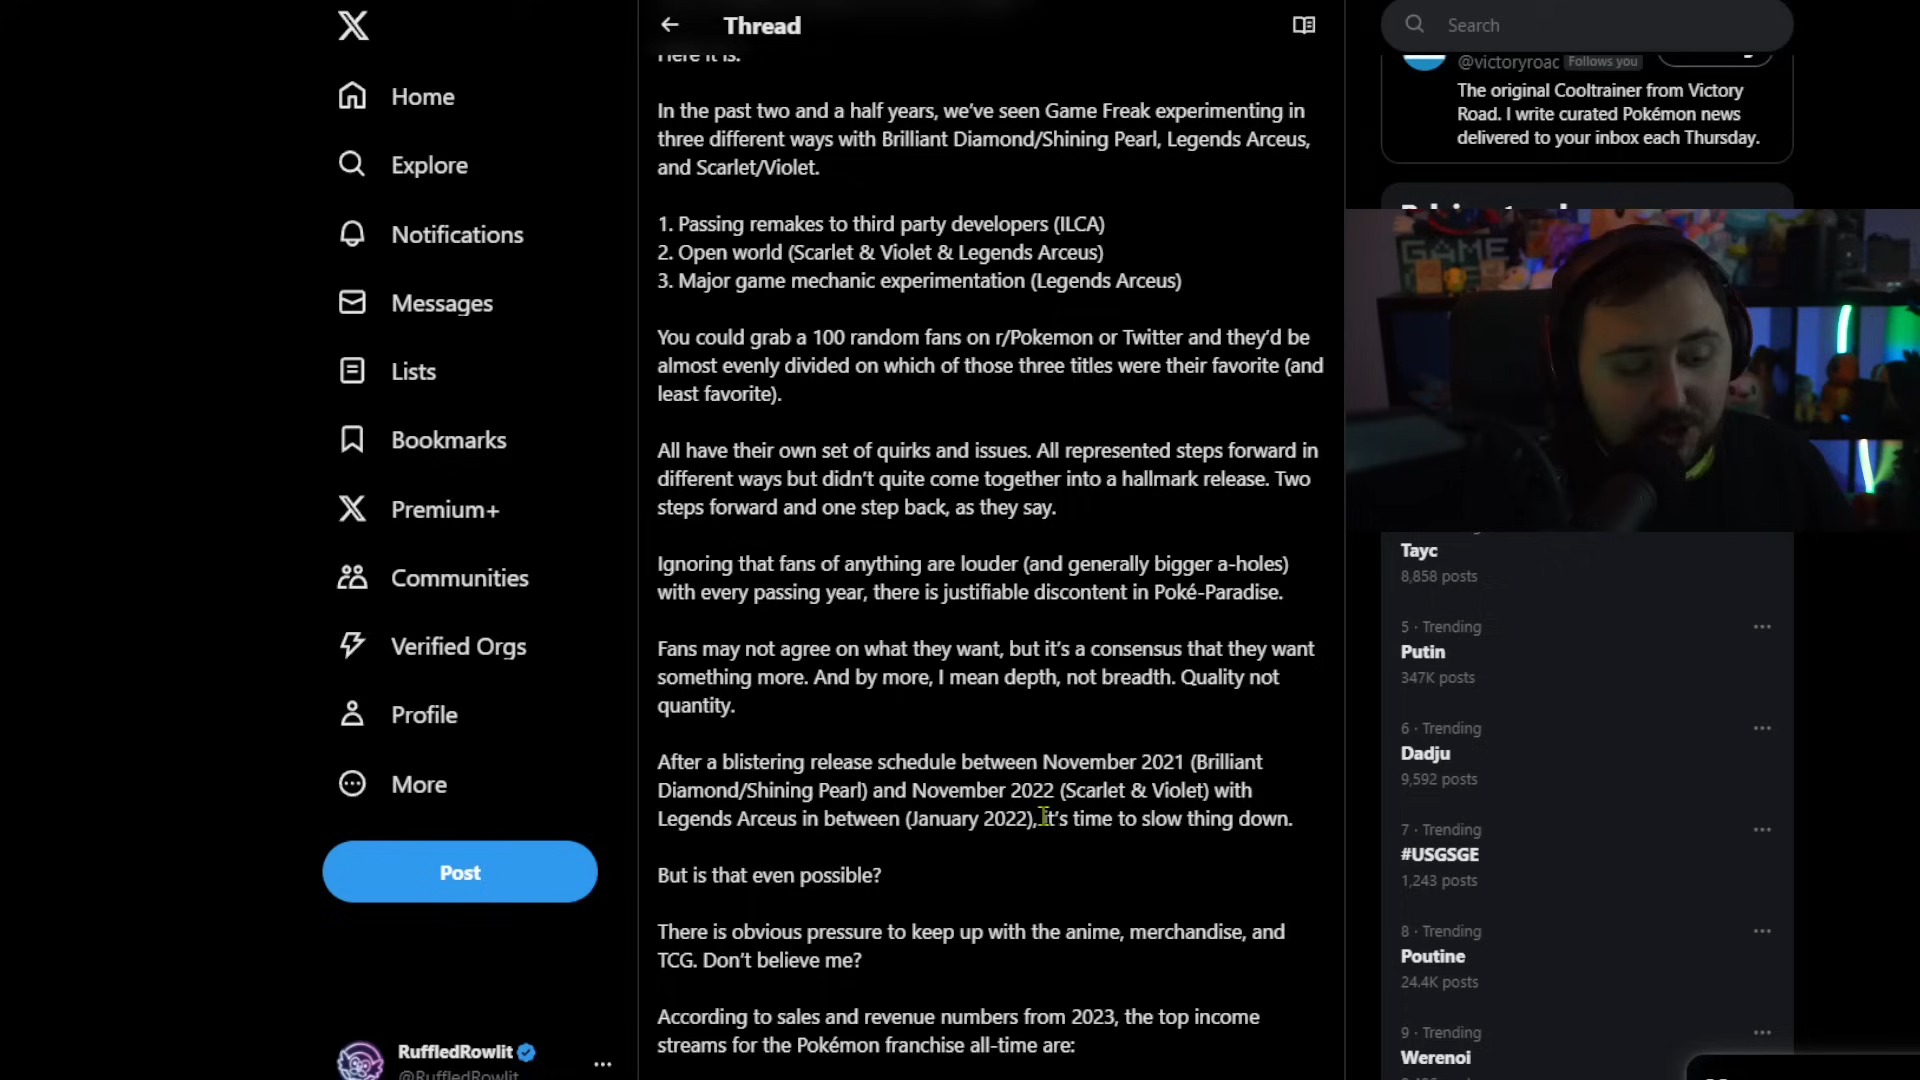 Home
Explore
Notifications
Messages
Lists
Bookmarks
Premium+
Communities
Verified Orgs
Profile
More
Post
RuffledRowlit
@RuffledRowlit
Thread
Here it is.
In the past two and a half years, we've seen Game Freak experimenting in
three different ways with Brilliant Diamond/Shining Pearl, Legends Arceus,
and Scarlet/Violet.
1. Passing remakes to third party developers (ILCA)
2. Open world (Scarlet & Violet & Legends Arceus)
3. Major game mechanic experimentation (Legends Arceus)
You could grab a 100 random fans on r/Pokemon or Twitter and they'd be
almost evenly divided on which of those three titles were their favorite (and
least favorite).
All have their own set of quirks and issues. All represented steps forward in
different ways but didn't quite come together into a hallmark release. Two
steps forward and one step back, as they say.
Ignoring that fans of anything are louder (and generally bigger a-holes)
with every passing year, there is justifiable discontent in Poké-Paradise.
Fans may not agree on what they want, but it's a consensus that they want
something more. And by more, I mean depth, not breadth. Quality not
quantity.
After a blistering release schedule between November 2021 (Brilliant
Diamond/Shining Pearl) and November 2022 (Scarlet & Violet) with
Legends Arceus in between (January 2022), it's time to slow thing down.
But is that even possible?
There is obvious pressure to keep up with the anime, merchandise, and
TCG. Don't believe me?
According to sales and revenue numbers from 2023, the top income
streams for the Pokémon franchise all-time are:
Search
@victoryroac Follows you
The original Cooltrainer from Victory
Road. I write curated Pokémon news
delivered to your inbox each Thursday.
GAME
Tayc
8,858 posts
5 · Trending
Putin
347K posts
6 · Trending
Dadju
9,592 posts
7 · Trending
#USGSGE
1,243 posts
8 · Trending
Poutine
24.4K posts
9 · Trending
Werenoi